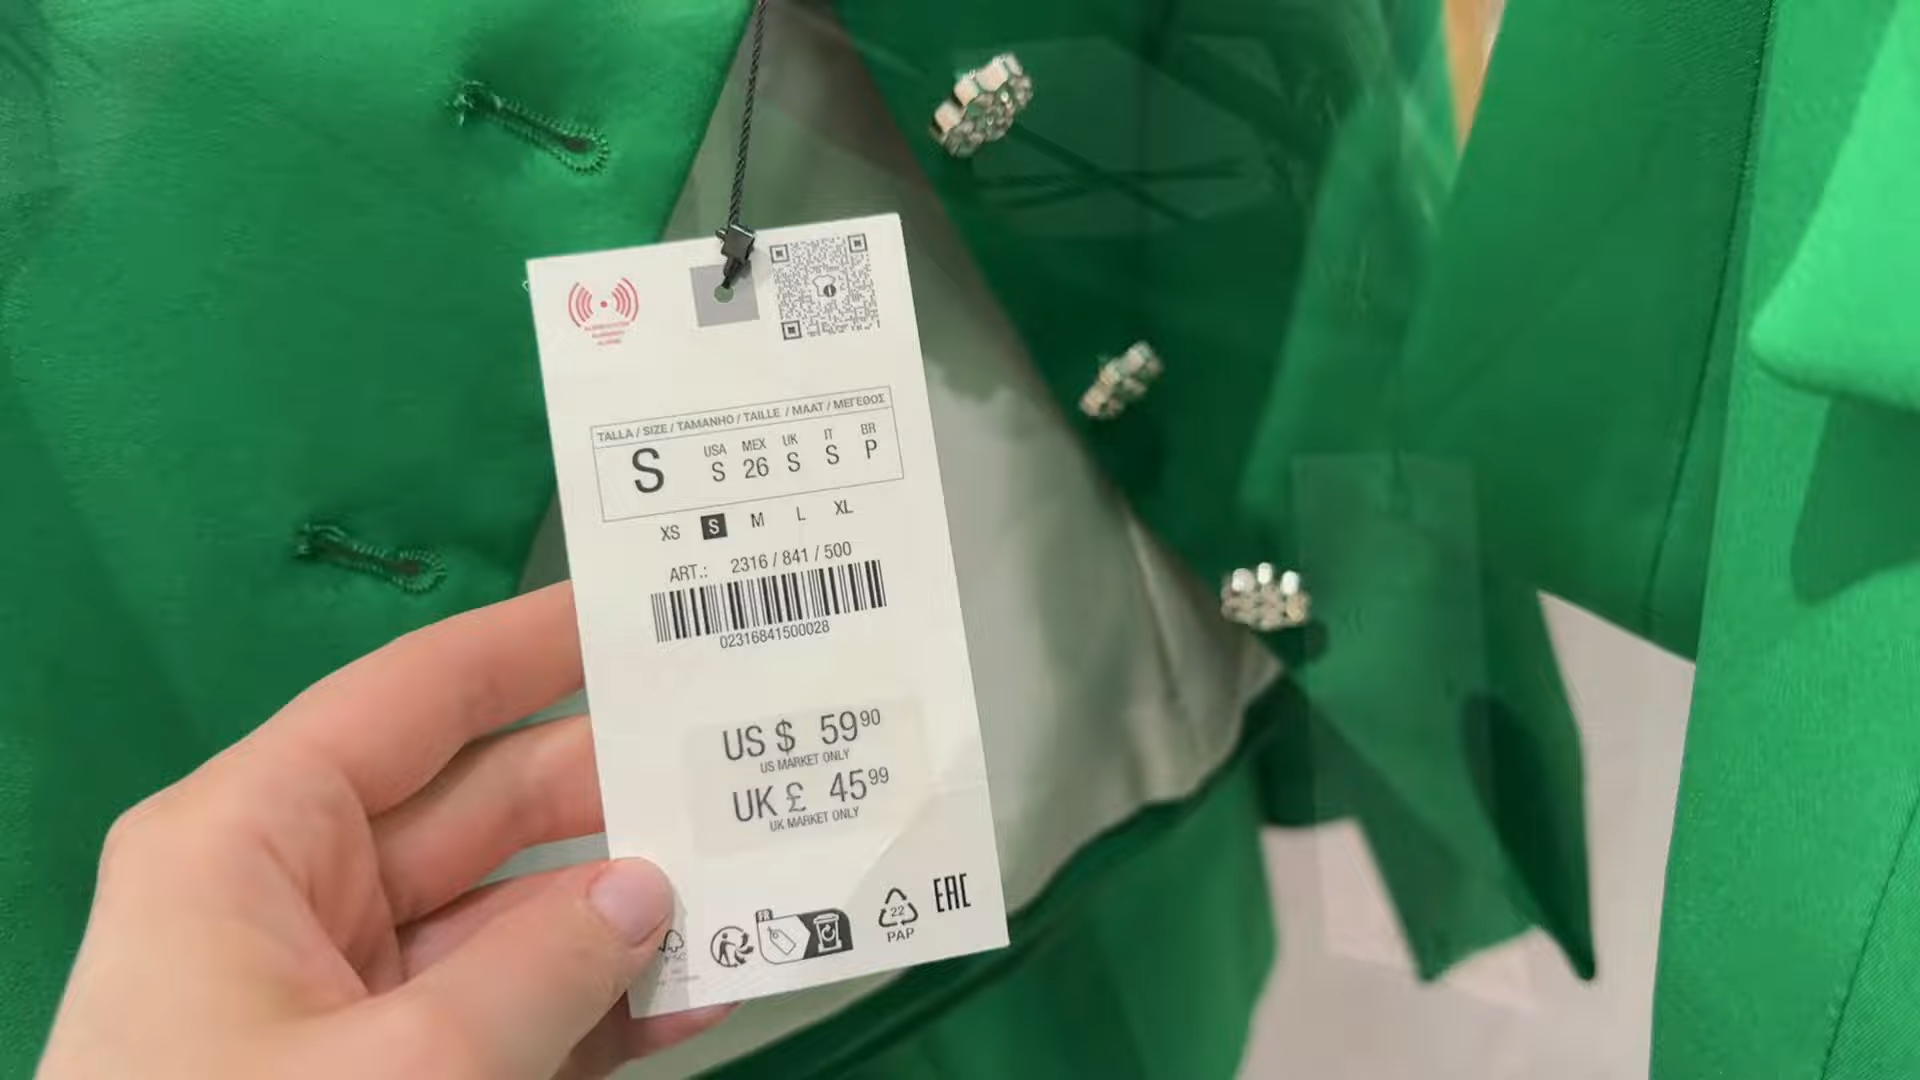 TALLA / SIZE / TAMANHO / TAILLE / MAAT / ΜΕΓΕΘΟΣ
S USA S MEX 26 UK S IT S BR P
XS S M L XL
ART.: 2316 / 841 / 500
02316841500028
US $ 59 90
US MARKET ONLY
UK £ 45 99
UK MARKET ONLY
FR
22
PAP
EAC